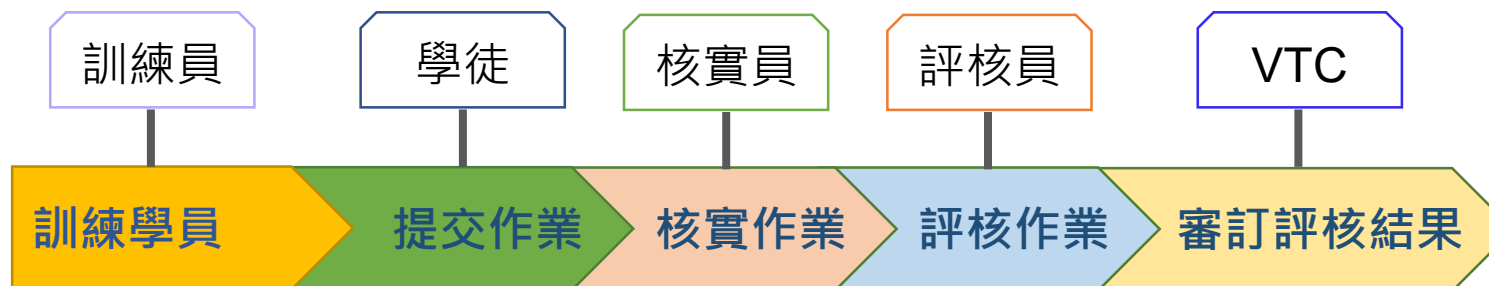 訓練員
學徒
核實員
評核員
VTC
訓練學員
提交作業
核實作業
評核作業
審訂評核結果